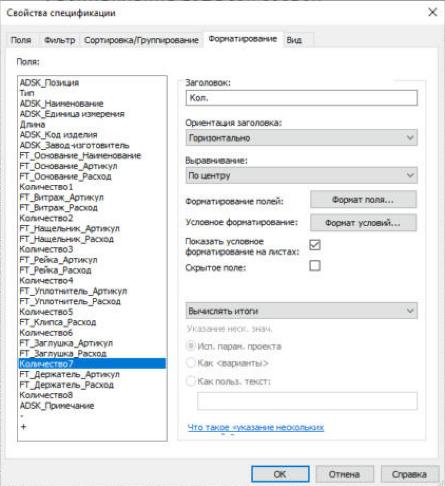 Свойства спецификации
Поля Фильтр Сортировка/Группирование Форматирование Вид
Поля:
ADSK_Позиция
Тип
ADSK_Наименование
ADSK_Единица измерения
Длина
ADSK_Код изделия
ADSK_Завод-изготовитель
FT_Основание_Наименование
FT_Основание_Артикул
FT_Основание_Расход
Количество1
FT_Витраж_Артикул
FT_Витраж_Расход
Количество2
FT_Нащельник_Артикул
FT_Нащельник_Расход
Количество3
FT_Рейка_Артикул
FT_Рейка_Расход
Количество4
FT_Уплотнитель_Артикул
FT_Уплотнитель_Расход
Количество5
FT_Клипса_Расход
Количество6
FT_Заглушка_Артикул
FT_Заглушка_Расход
Количество7
FT_Держатель_Артикул
FT_Держатель_Расход
Количество8
ADSK_Примечание
-
+
Заголовок:
Кол.
Ориентация заголовка:
Горизонтально
Выравнивание:
По центру
Форматирование полей: Формат поля...
Условное форматирование: Формат условий...
Показать условное
форматирование на листах:
Скрытое поле:
Вычислять итоги
Указание неск. знач.
Исп. парам. проекта
Как <варианты>
Как польз. текст:
Что такое «указание нескольких
OK Отмена Справка